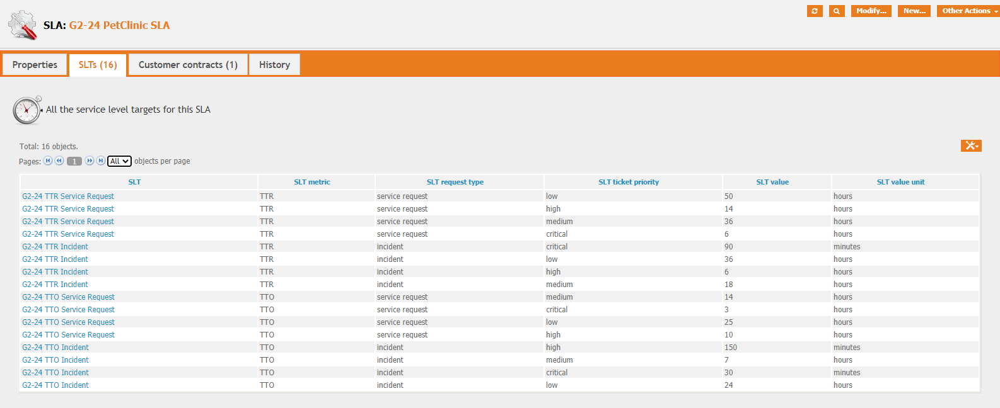 SLA: G2-24 PetClinic SLA
Modify... New... Other Actions
Properties SLTs (16) Customer contracts (1) History
All the service level targets for this SLA
Total: 16 objects.
Pages: 1 All objects per page
SLT SLT metric SLT request type SLT ticket priority SLT value SLT value unit
G2-24 TTR Service Request TTR service request low 50 hours
G2-24 TTR Service Request TTR service request high 14 hours
G2-24 TTR Service Request TTR service request medium 36 hours
G2-24 TTR Service Request TTR service request critical 6 hours
G2-24 TTR Incident TTR incident critical 90 minutes
G2-24 TTR Incident TTR incident low 36 hours
G2-24 TTR Incident TTR incident high 6 hours
G2-24 TTR Incident TTR incident medium 18 hours
G2-24 TTO Service Request TTO service request medium 14 hours
G2-24 TTO Service Request TTO service request critical 3 hours
G2-24 TTO Service Request TTO service request low 25 hours
G2-24 TTO Service Request TTO service request high 10 hours
G2-24 TTO Incident TTO incident high 150 minutes
G2-24 TTO Incident TTO incident medium 7 hours
G2-24 TTO Incident TTO incident critical 30 minutes
G2-24 TTO Incident TTO incident low 24 hours